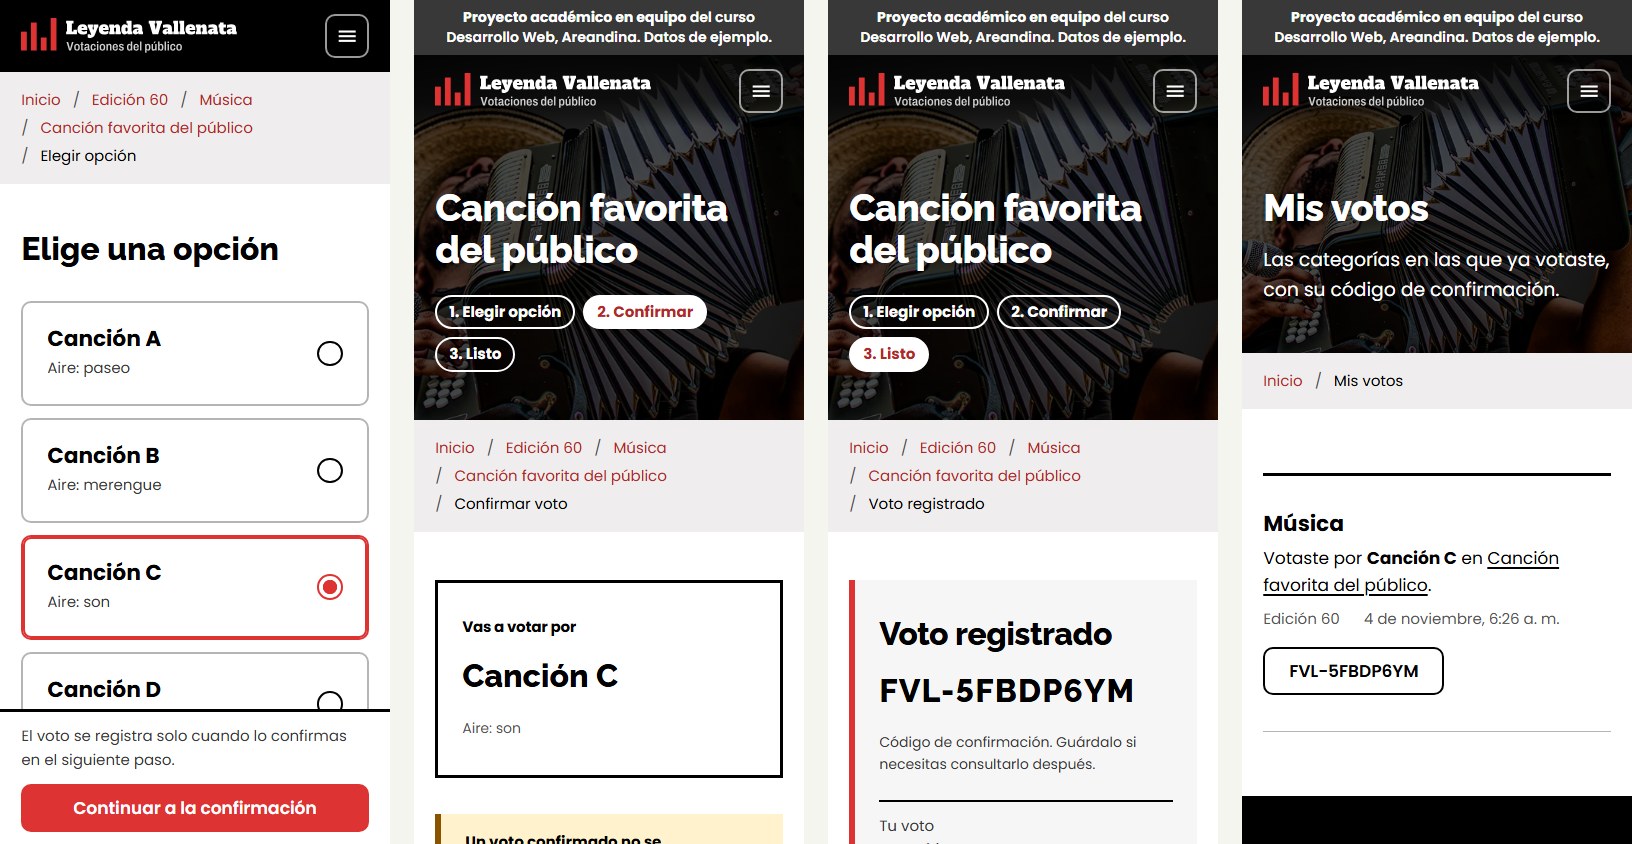 Leyenda Vallenata
Votaciones del público
Inicio / Edición 60 / Música
/ Canción favorita del público
/ Elegir opción
Elige una opción
Canción A
Aire: paseo
Canción B
Aire: merengue
Canción C
Aire: son
Canción D
El voto se registra solo cuando lo confirmas
en el siguiente paso.
Continuar a la confirmación
Proyecto académico en equipo del curso
Desarrollo Web, Areandina. Datos de ejemplo.
Leyenda Vallenata
Votaciones del público
Canción favorita
del público
1. Elegir opción
2. Confirmar
3. Listo
Inicio / Edición 60 / Música
/ Canción favorita del público
/ Confirmar voto
Vas a votar por
Canción C
Aire: son
Un voto confirmado no se
Proyecto académico en equipo del curso
Desarrollo Web, Areandina. Datos de ejemplo.
Leyenda Vallenata
Votaciones del público
Canción favorita
del público
1. Elegir opción
2. Confirmar
3. Listo
Inicio / Edición 60 / Música
/ Canción favorita del público
/ Voto registrado
Voto registrado
FVL-5FBDP6YM
Código de confirmación. Guárdalo si
necesitas consultarlo después.
Tu voto
Proyecto académico en equipo del curso
Desarrollo Web, Areandina. Datos de ejemplo.
Leyenda Vallenata
Votaciones del público
Mis votos
Las categorías en las que ya votaste,
con su código de confirmación.
Inicio / Mis votos
Música
Votaste por Canción C en Canción
favorita del público.
Edición 60 4 de noviembre, 6:26 a. m.
FVL-5FBDP6YM